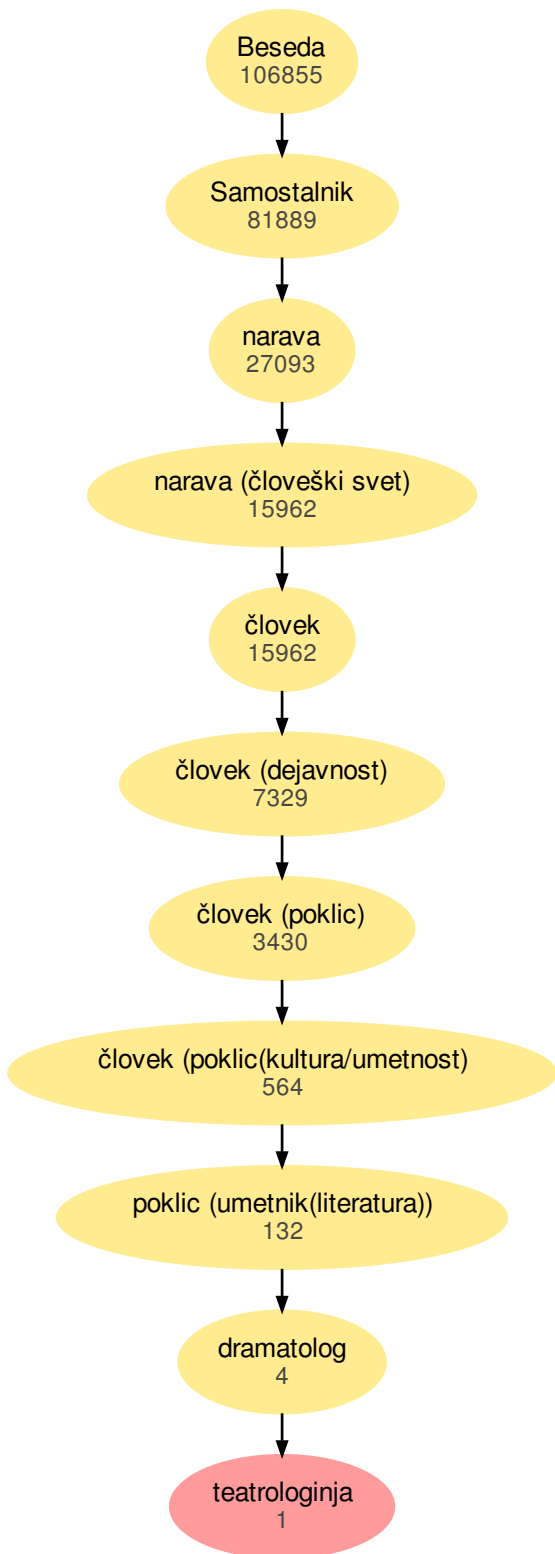 Beseda
106855
Samostalnik
81889
narava
27093
narava (človeški svet)
15962
človek
15962
človek (dejavnost)
7329
človek (poklic)
3430
človek (poklic(kultura/umetnost)
564
poklic (umetnik(literatura))
132
dramatolog
4
teatrologinja
1